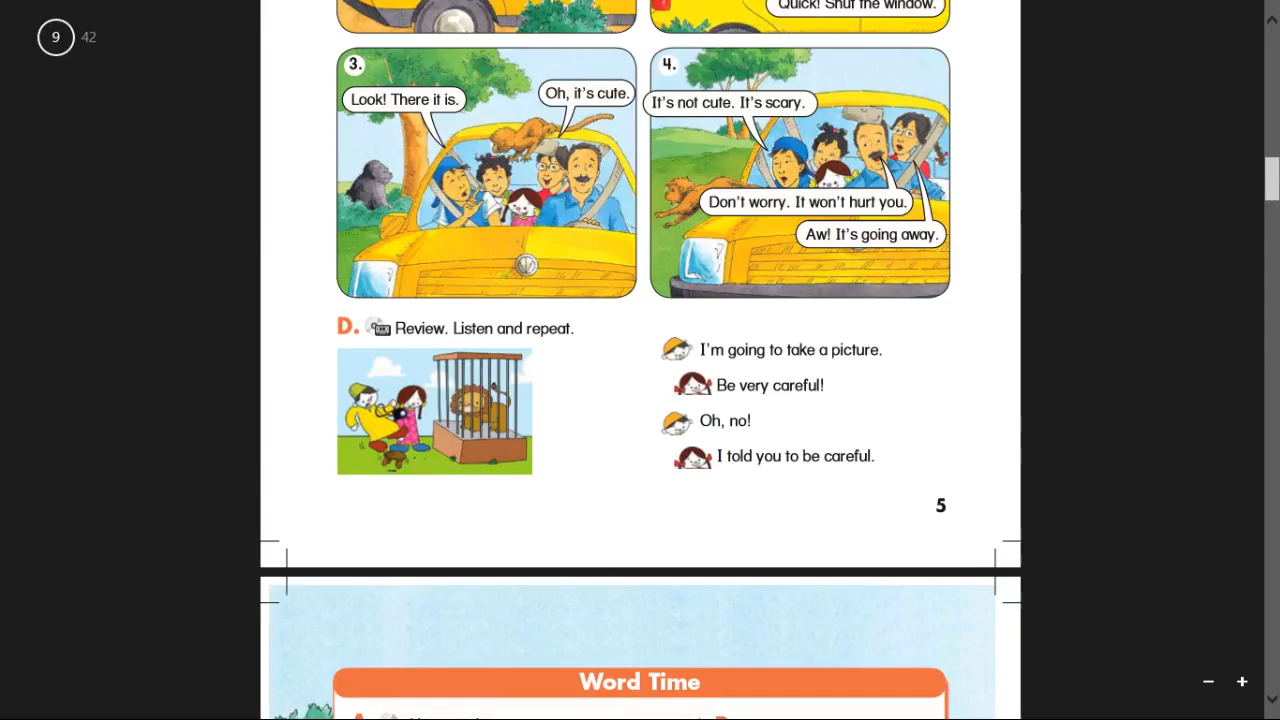 9 42
Quick! Shut the window.
3.
Look! There it is.
Oh, it's cute.
4.
It's not cute. It's scary.
Don't worry. It won't hurt you.
Aw! It's going away.
D. Review. Listen and repeat.
I'm going to take a picture.
Be very careful!
Oh, no!
I told you to be careful.
5
Word Time